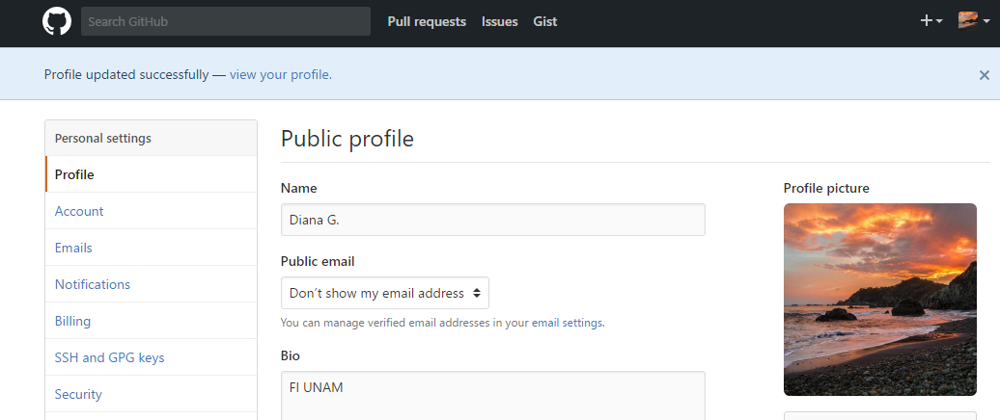 Search GitHub
Pull requests
Issues
Gist
Profile updated successfully — view your profile.
Personal settings
Profile
Account
Emails
Notifications
Billing
SSH and GPG keys
Security
Public profile
Name
Diana G.
Public email
Don't show my email address
You can manage verified email addresses in your email settings.
Bio
FI UNAM
Profile picture